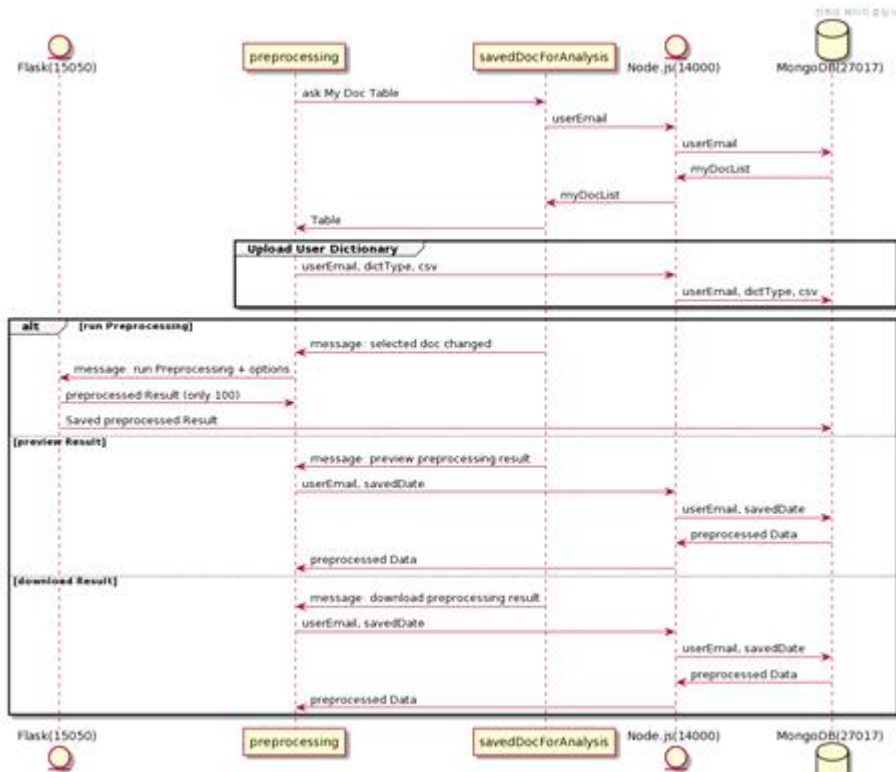 Flask(15050)
preprocessing
savedDocForAnalysis
Node.js(14000)
MongoDB(27017)
ask My Doc Table
userEmail
userEmail
myDocList
myDocList
Table
Upload User Dictionary
userEmail, dictType, csv
userEmail, dictType, csv
alt
[run Preprocessing]
message: selected doc changed
message: run Preprocessing + options
preprocessed Result (only 100)
Saved preprocessed Result
[preview Result]
message: preview preprocessing result
userEmail, savedDate
userEmail, savedDate
preprocessed Data
preprocessed Data
[download Result]
message: download preprocessing result
userEmail, savedDate
userEmail, savedDate
preprocessed Data
preprocessed Data
Flask(15050)
preprocessing
savedDocForAnalysis
Node.js(14000)
MongoDB(27017)